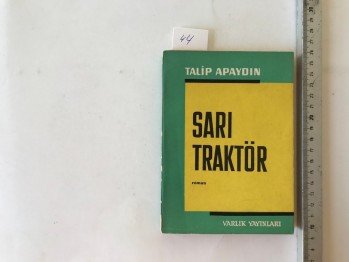 44
TALİP APAYDIN
SARI
TRAKTÖR
roman
VARLIK YAYINLARI